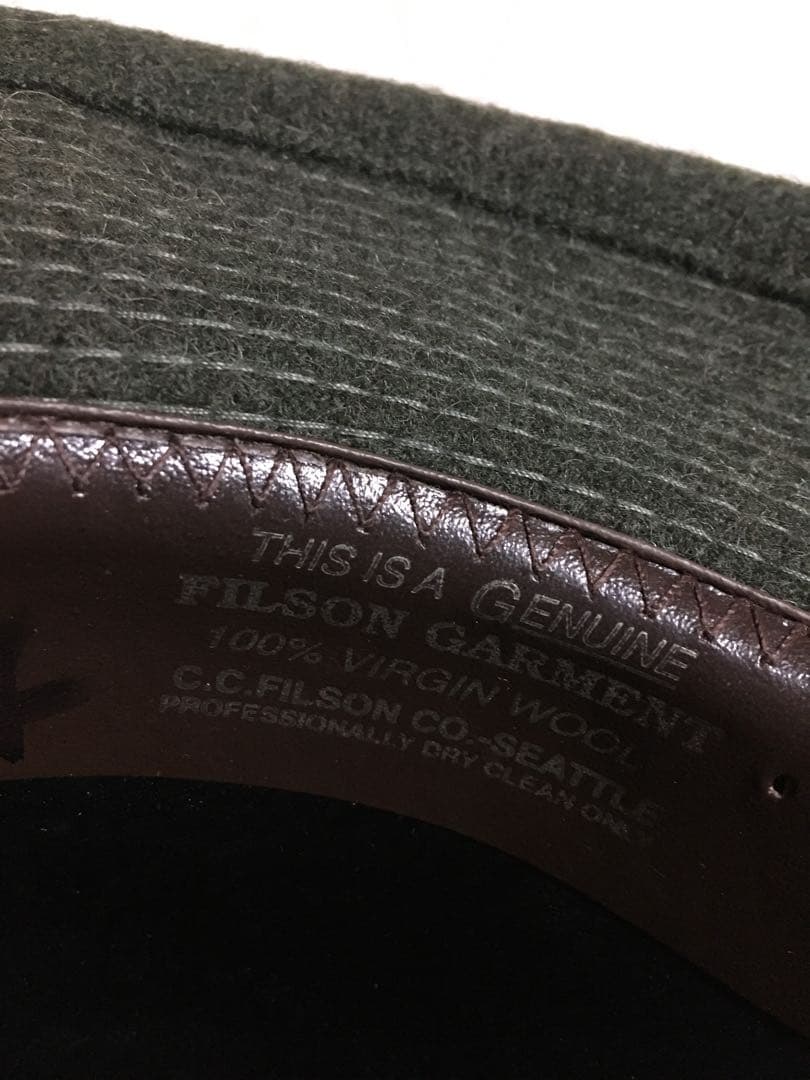 THIS IS A GENUINE
FILSON GARMENT
100% VIRGIN WOOL
C.C.FILSON CO.-SEATTLE
PROFESSIONALLY DRY CLEAN ONLY